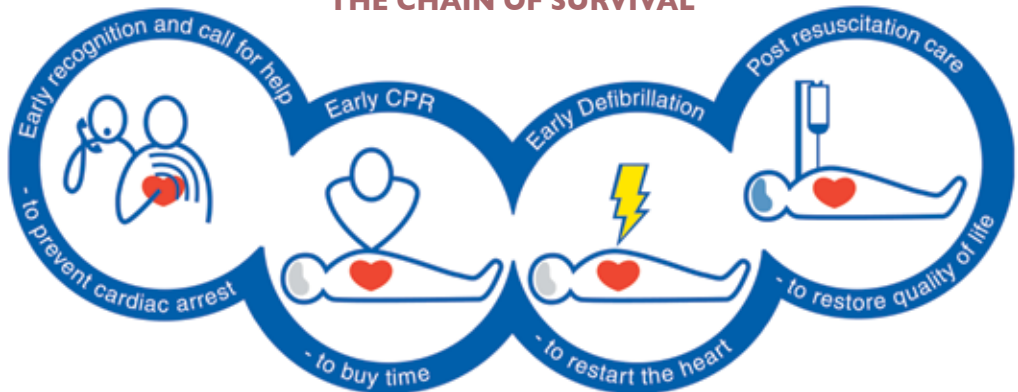 THE CHAIN OF SURVIVAL
Early recognition and call for help
- to prevent cardiac arrest
Early CPR
- to buy time
Early Defibrillation
- to restart the heart
Post resuscitation care
- to restore quality of life